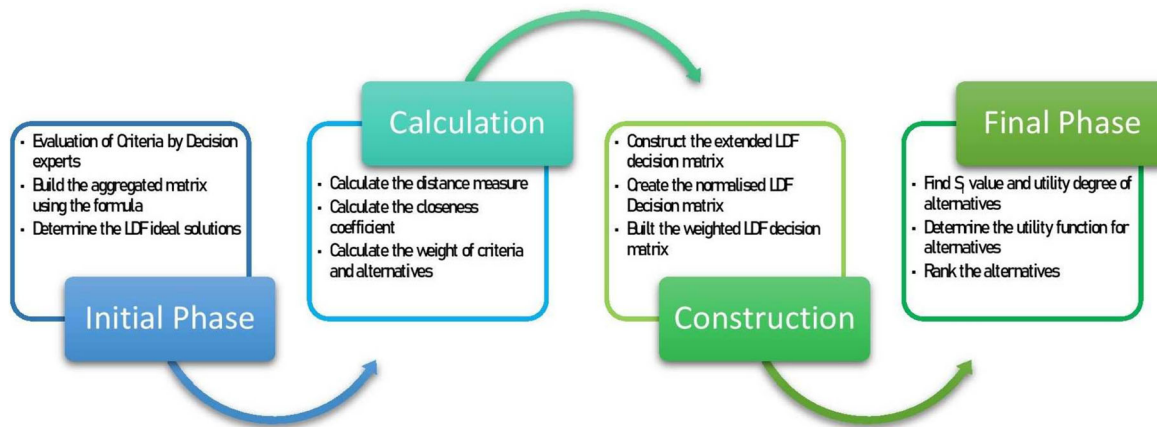 Initial Phase
• Evaluation of Criteria by Decision
experts
• Build the aggregated matrix
using the formula
• Determine the LDF ideal solutions
Calculation
• Calculate the distance measure
• Calculate the closeness
coefficient
• Calculate the weight of criteria
and alternatives
Construction
• Construct the extended LDF
decision matrix
• Create the normalised LDF
Decision matrix
• Built the weighted LDF decision
matrix
Final Phase
• Find Sᵢ value and utility degree of
alternatives
• Determine the utility function for
alternatives
• Rank the alternatives